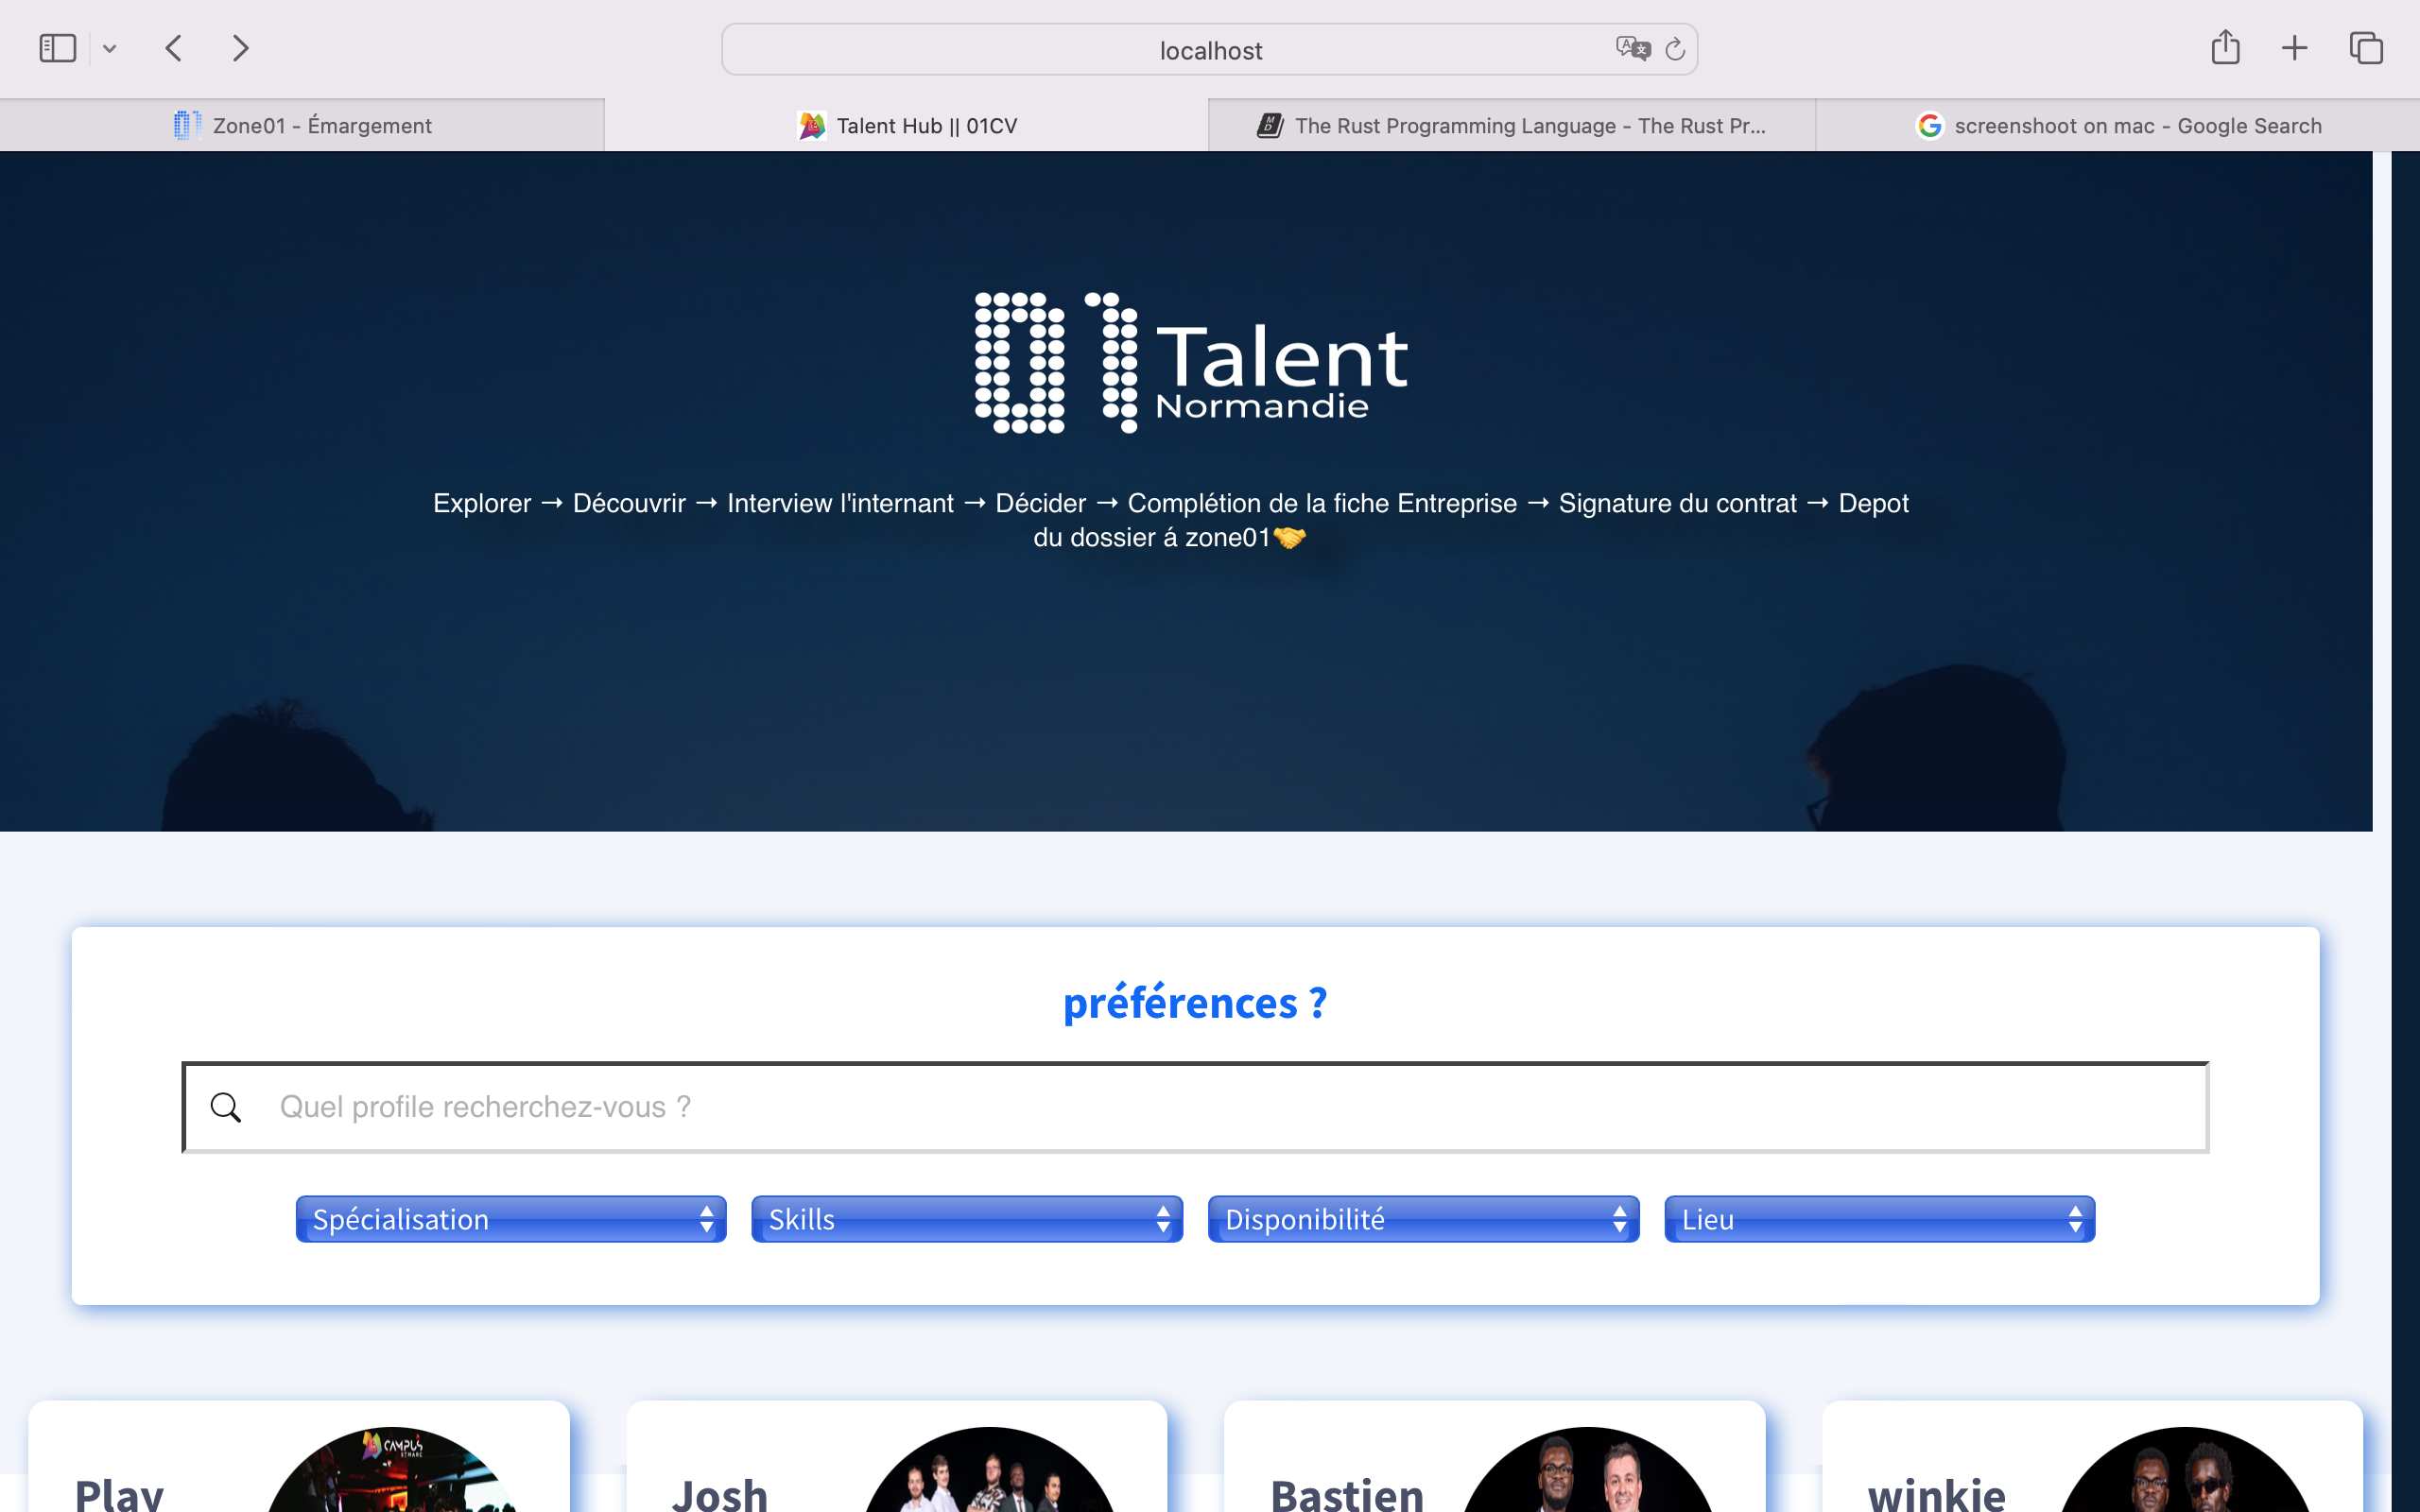 localhost
Zone01 - Émargement
Talent Hub || 01CV
The Rust Programming Language - The Rust Pr...
screenshoot on mac - Google Search
01 Talent
Normandie
Explorer → Découvrir → Interview l'internant → Décider → Complétion de la fiche Entreprise → Signature du contrat → Depot
du dossier á zone01🤝
préférences ?
Quel profile recherchez-vous ?
Spécialisation
Skills
Disponibilité
Lieu
CAMPUS
ST MARC
Play
Josh
Bastien
winkie